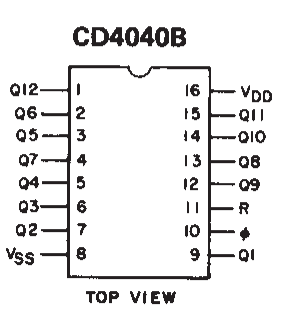 CD4040B
Q12 1 16 VDD
Q6 2 15 Q11
Q5 3 14 Q10
Q7 4 13 Q8
Q4 5 12 Q9
Q3 6 11 R
Q2 7 10 ϕ
VSS 8 9 Q1
TOP VIEW